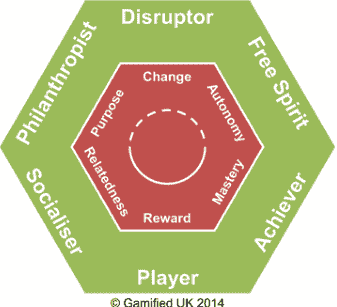 Disruptor
Philanthropist
Free Spirit
Change
Purpose
Autonomy
Relatedness
Mastery
Reward
Socialiser
Achiever
Player
© Gamified UK 2014